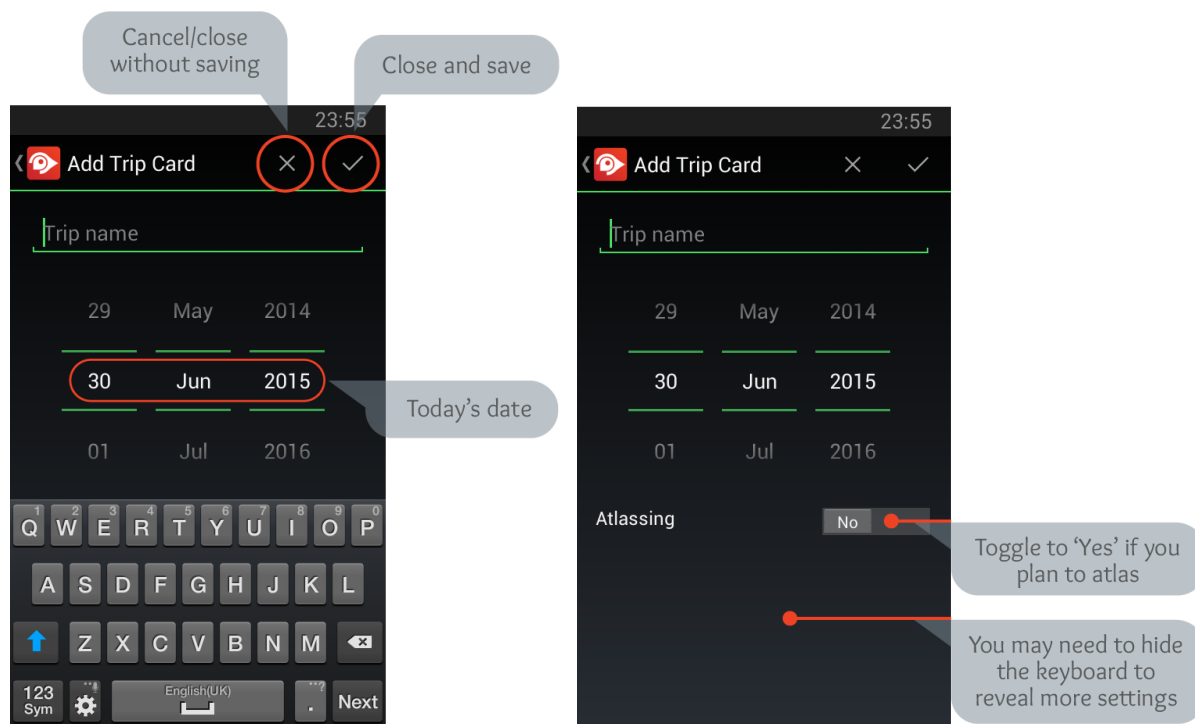 Cancel/close
without saving
Close and save
23:55
Add Trip Card
Trip name
29 May 2014
30 Jun 2015
01 Jul 2016
Today's date
1 2 3 4 5 6 7 8 9 0
Q W E R T Y U I O P
A S D F G H J K L
Z X C V B N M
123
Sym
English(UK)
...?
.
Next
23:55
Add Trip Card
Trip name
29 May 2014
30 Jun 2015
01 Jul 2016
Atlassing No
Toggle to ‘Yes’ if you
plan to atlas
You may need to hide
the keyboard to
reveal more settings